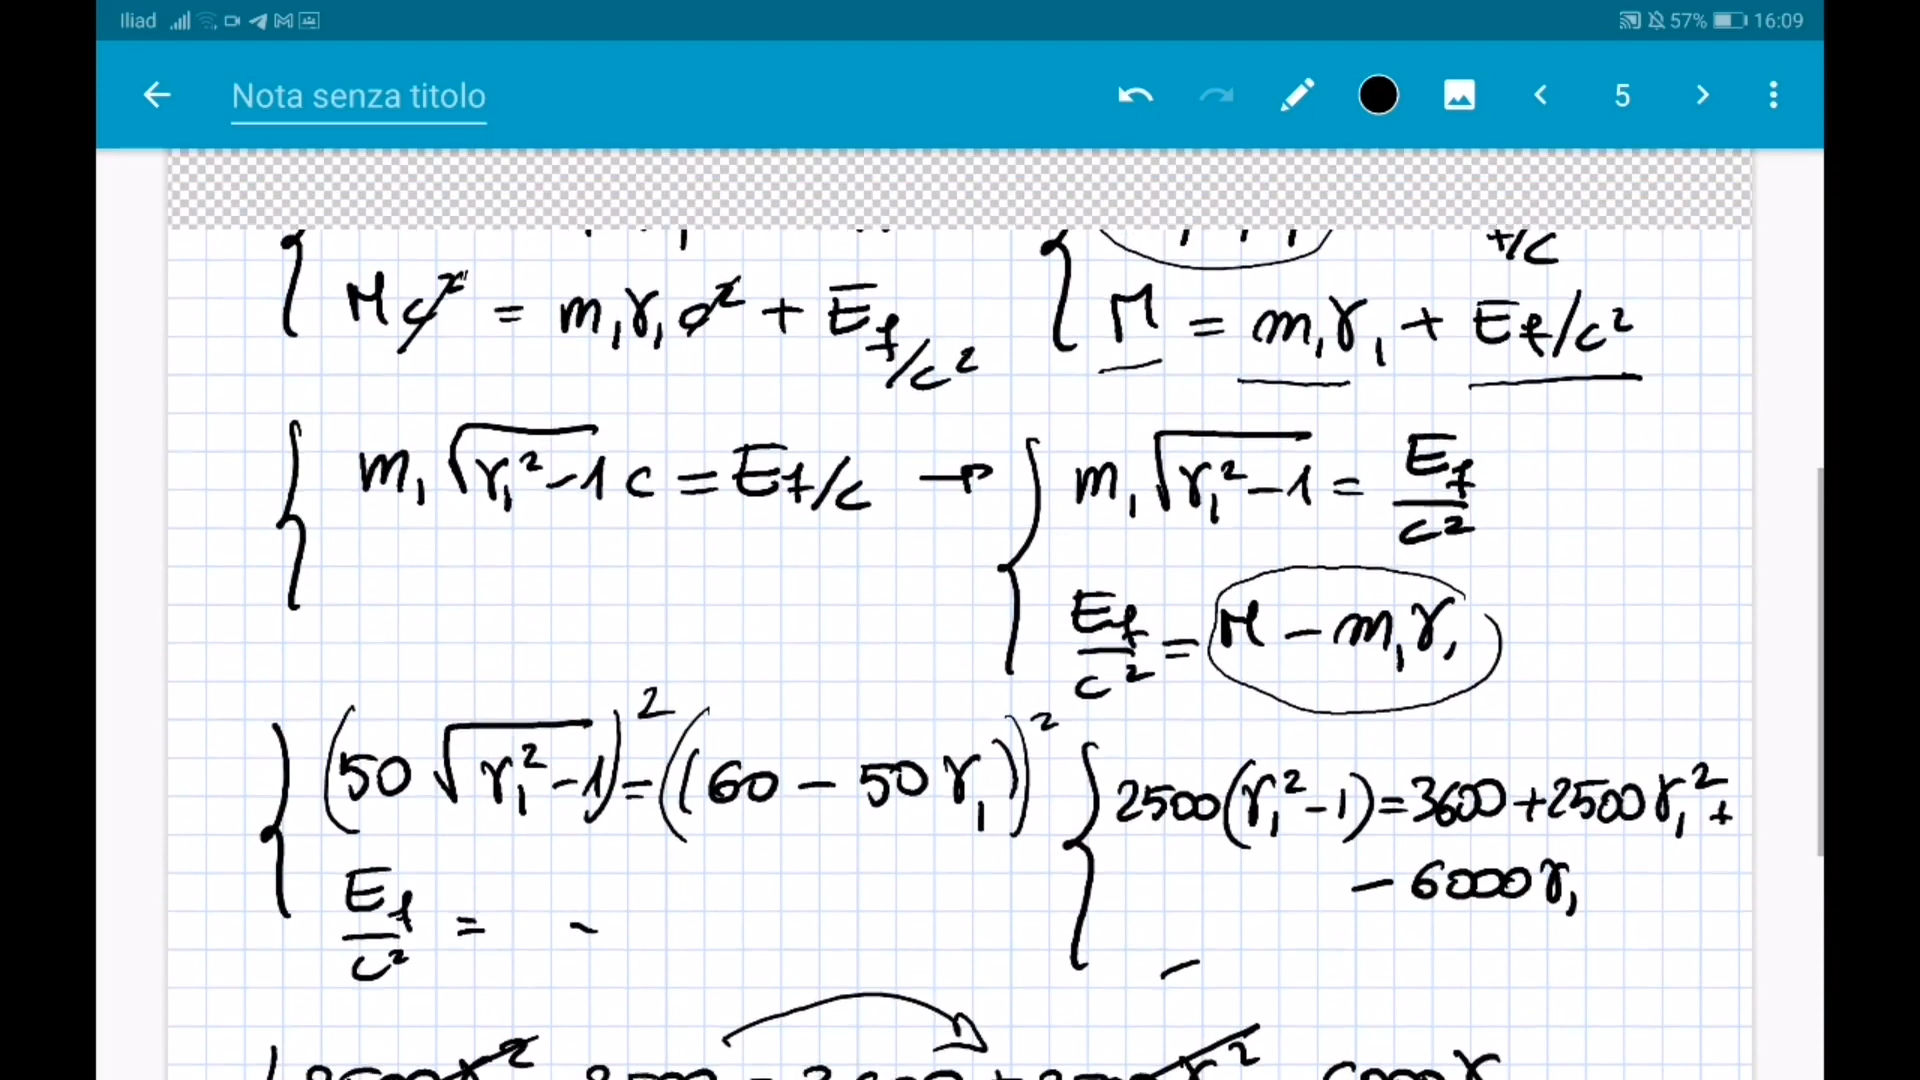 Iliad 57% 16:09
Nota senza titolo 5
+/c
Mc² = m₁γ₁c² + E_f/c²
M = m₁γ₁ + E_f/c²
m₁√(γ₁²-1) c = E_f/c → m₁√(γ₁²-1) = E_f/c²
E_f/c² = M - m₁γ₁
(50√(γ₁²-1))² = ((60 - 50γ₁))²
2500(γ₁²-1) = 3600 + 2500γ₁² +
- 6000γ₁
E_f/c² = -